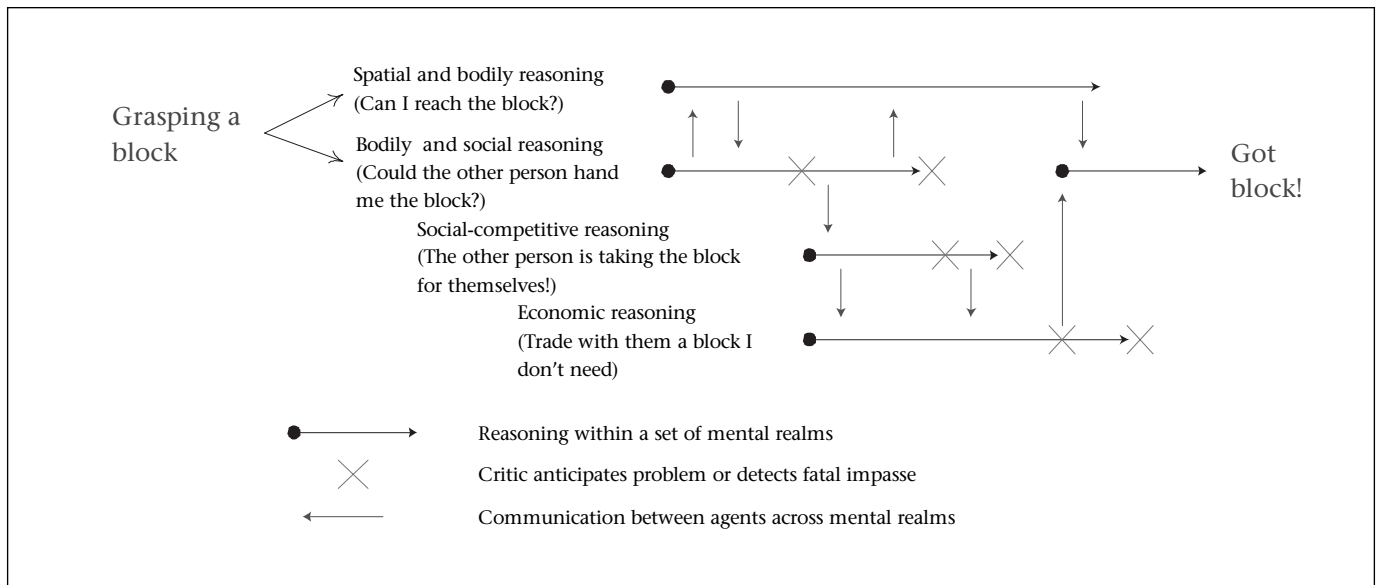 Grasping a
block
Spatial and bodily reasoning
(Can I reach the block?)
Bodily and social reasoning
(Could the other person hand
me the block?)
Social-competitive reasoning
(The other person is taking the block
for themselves!)
Economic reasoning
(Trade with them a block I
don't need)
Got
block!
Reasoning within a set of mental realms
Critic anticipates problem or detects fatal impasse
Communication between agents across mental realms